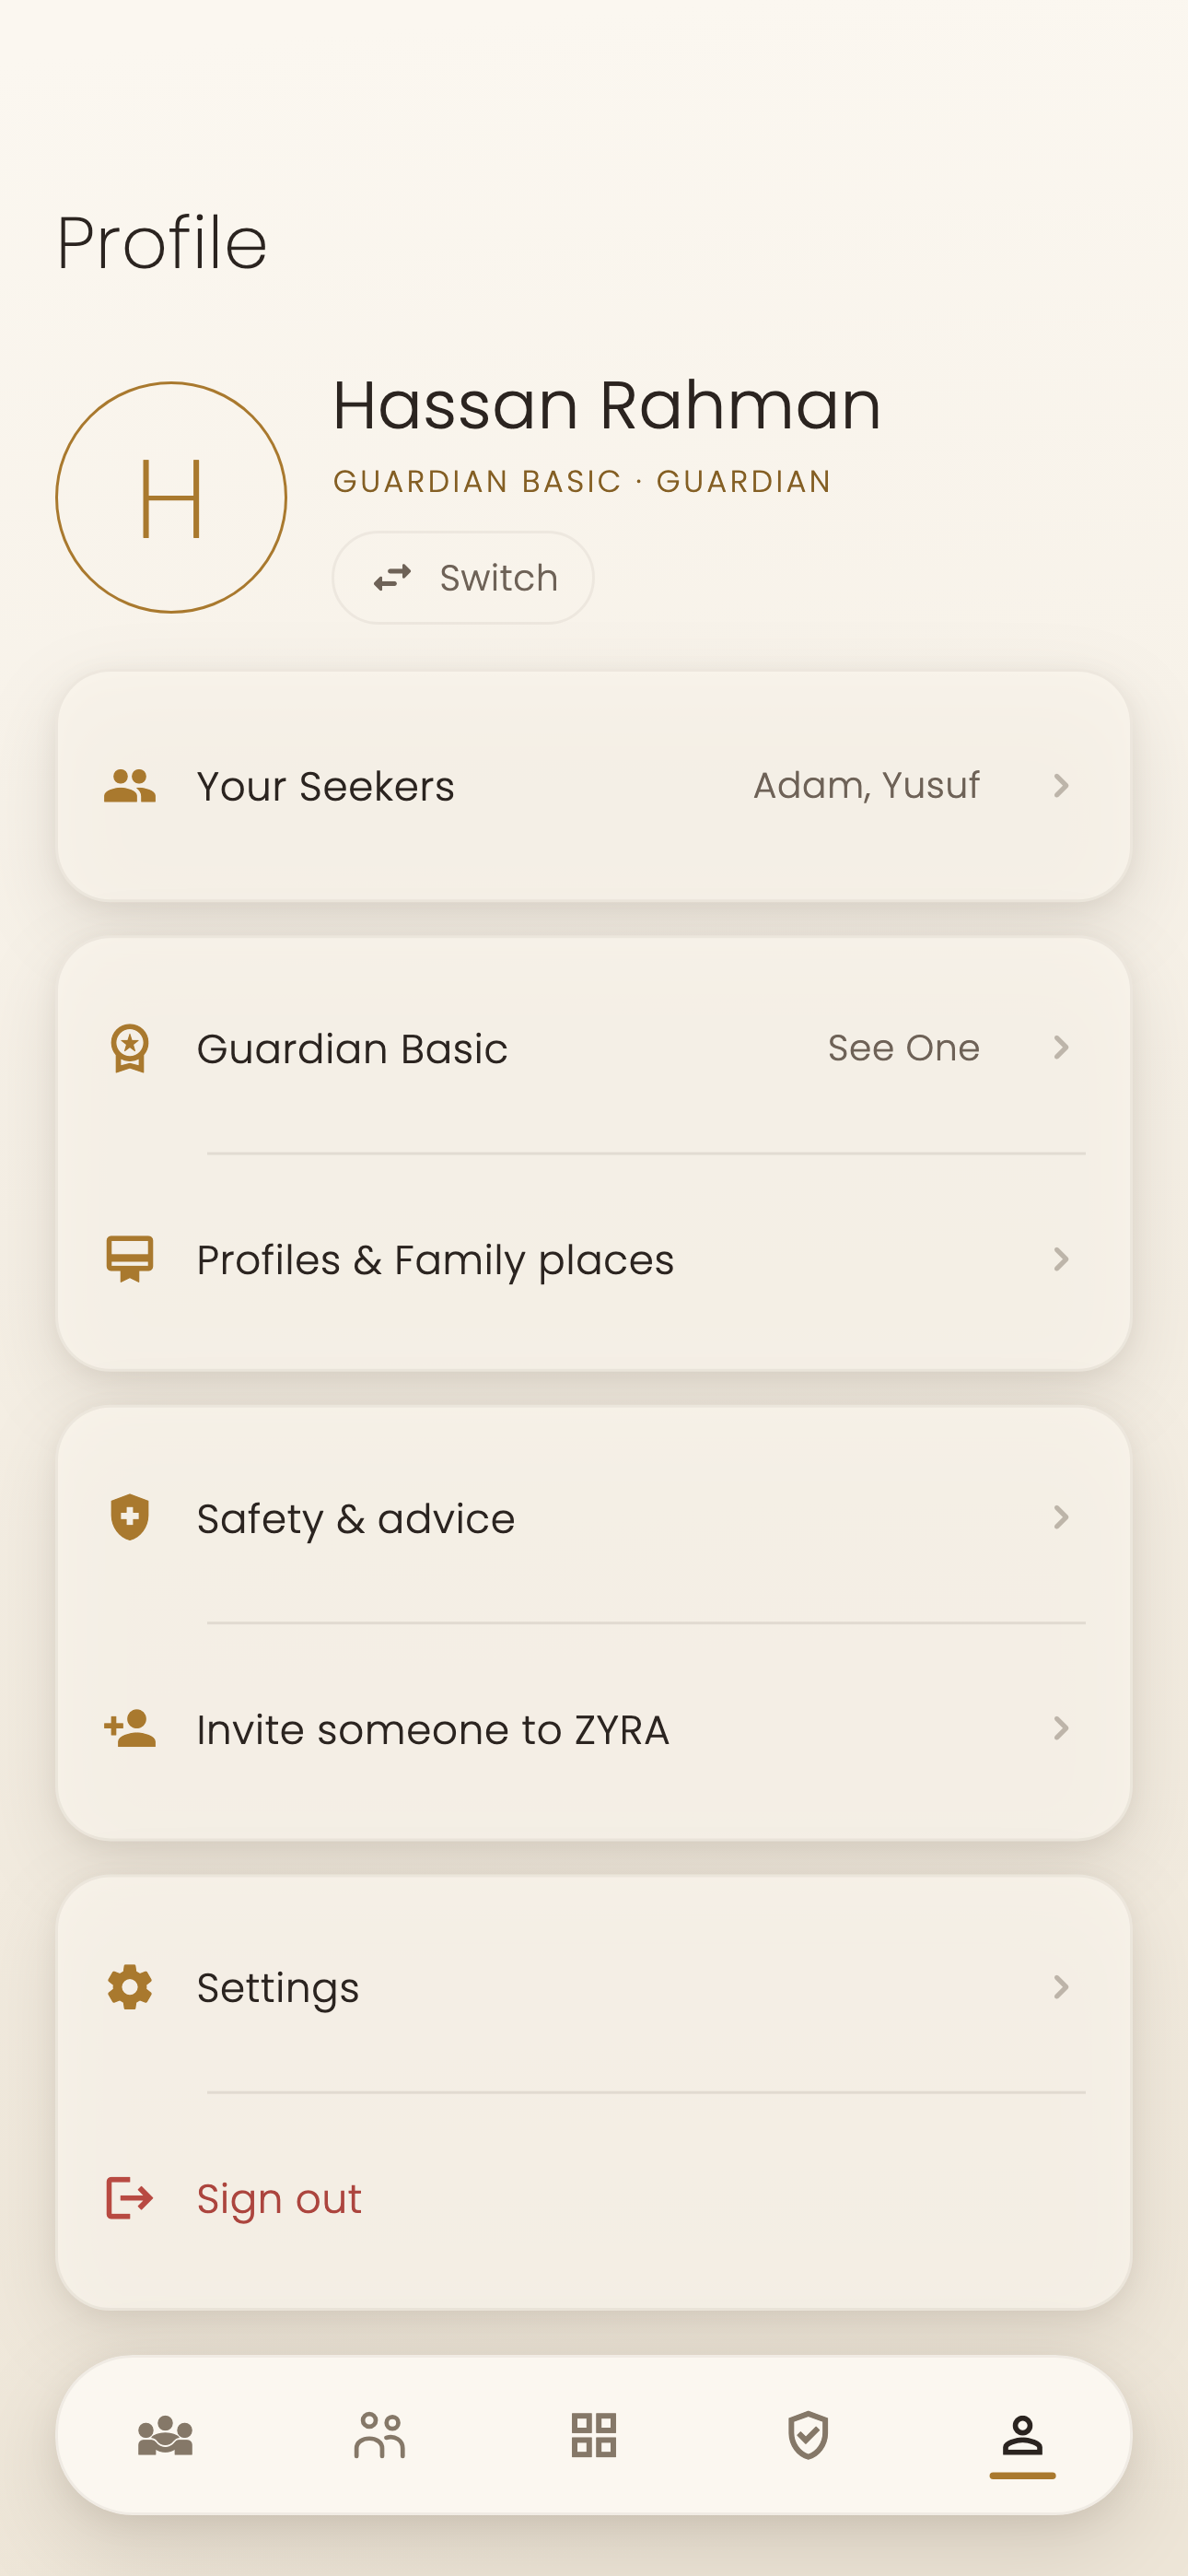 Profile
H
Hassan Rahman
GUARDIAN BASIC · GUARDIAN
Switch
Your Seekers Adam, Yusuf
Guardian Basic See One
Profiles & Family places
Safety & advice
Invite someone to ZYRA
Settings
Sign out